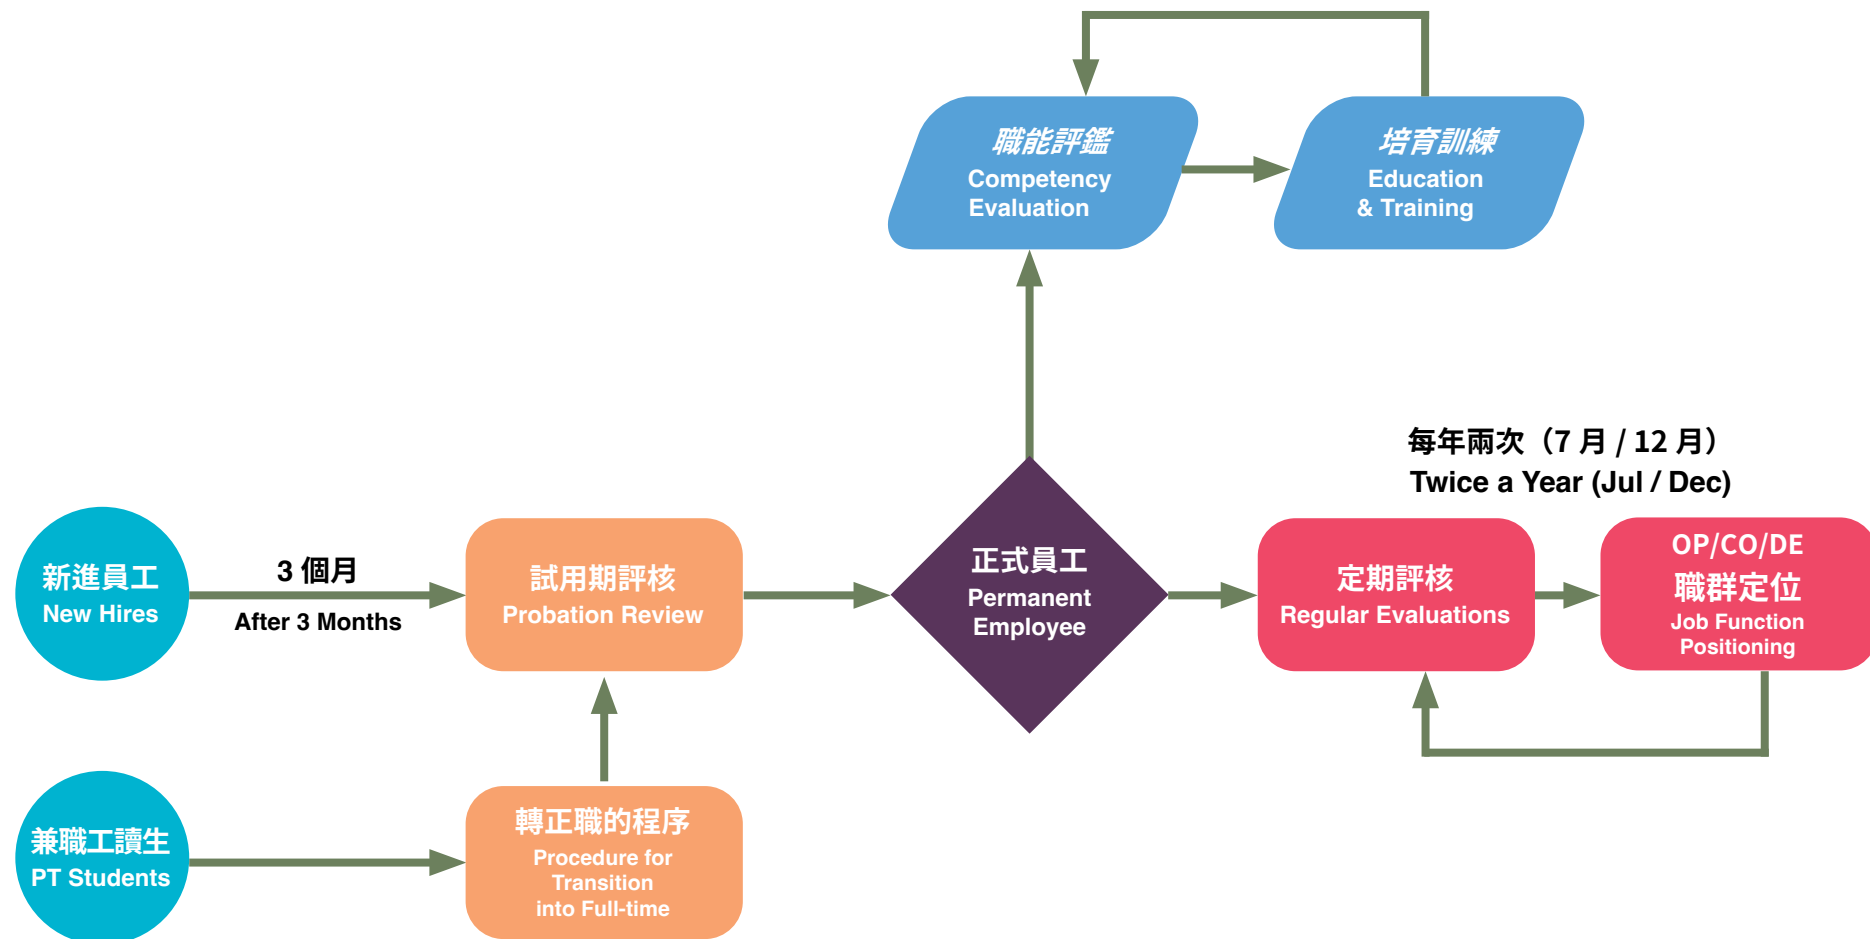 職能評鑑
Competency
Evaluation
培育訓練
Education
& Training
每年兩次（7 月 / 12 月）
Twice a Year (Jul / Dec)
新進員工
New Hires
3 個月
After 3 Months
試用期評核
Probation Review
正式員工
Permanent
Employee
定期評核
Regular Evaluations
OP/CO/DE
職群定位
Job Function
Positioning
兼職工讀生
PT Students
轉正職的程序
Procedure for
Transition
into Full-time